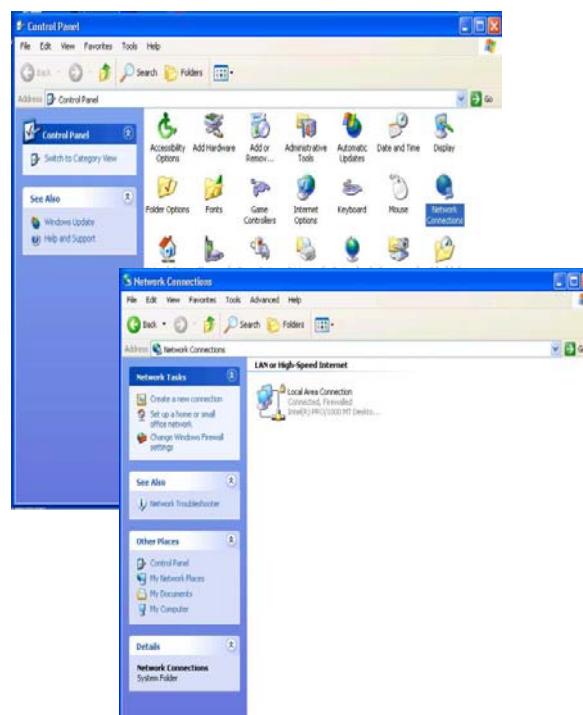 Control Panel
File Edit View Favorites Tools Help
Back Search Folders
Address Control Panel Go
Control Panel
Switch to Category View
See Also
Windows Update
Help and Support
Accessibility Options
Add Hardware
Add or Remov...
Administrative Tools
Automatic Updates
Date and Time
Display
Folder Options
Fonts
Game Controllers
Internet Options
Keyboard
Mouse
Network Connections
Network Connections
File Edit View Favorites Tools Advanced Help
Back Search Folders
Address Network Connections
Network Tasks
Create a new connection
Set up a home or small
office network
Change Windows Firewall
settings
See Also
Network Troubleshooter
Other Places
Control Panel
My Network Places
My Documents
My Computer
Details
Network Connections
System Folder
LAN or High-Speed Internet
Local Area Connection
Connected, Firewalled
Intel(R) PRO/1000 MT Deskto...